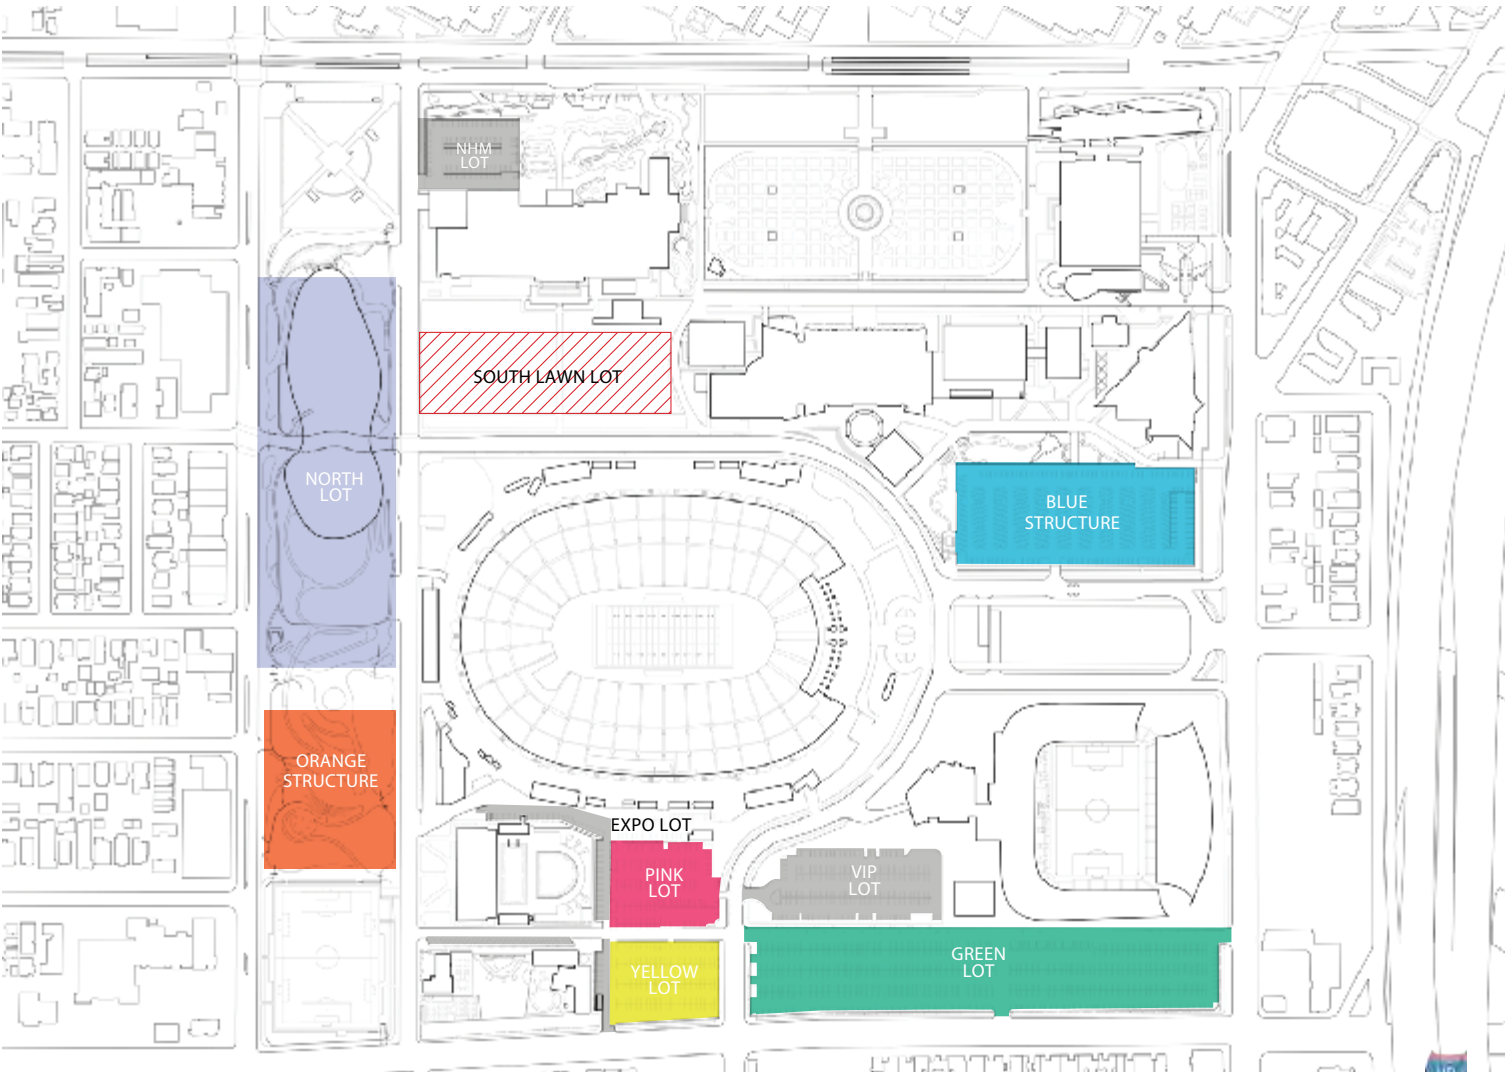 NHM
LOT
SOUTH LAWN LOT
NORTH
LOT
BLUE
STRUCTURE
ORANGE
STRUCTURE
EXPO LOT
PINK
LOT
VIP
LOT
GREEN
LOT
YELLOW
LOT